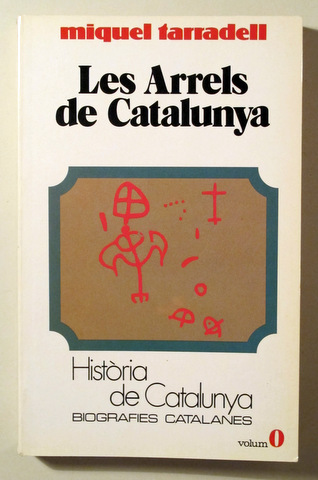 miquel tarradell
Les Arrels
de Catalunya
Història
de Catalunya
BIOGRAFIES CATALANES
volum 0